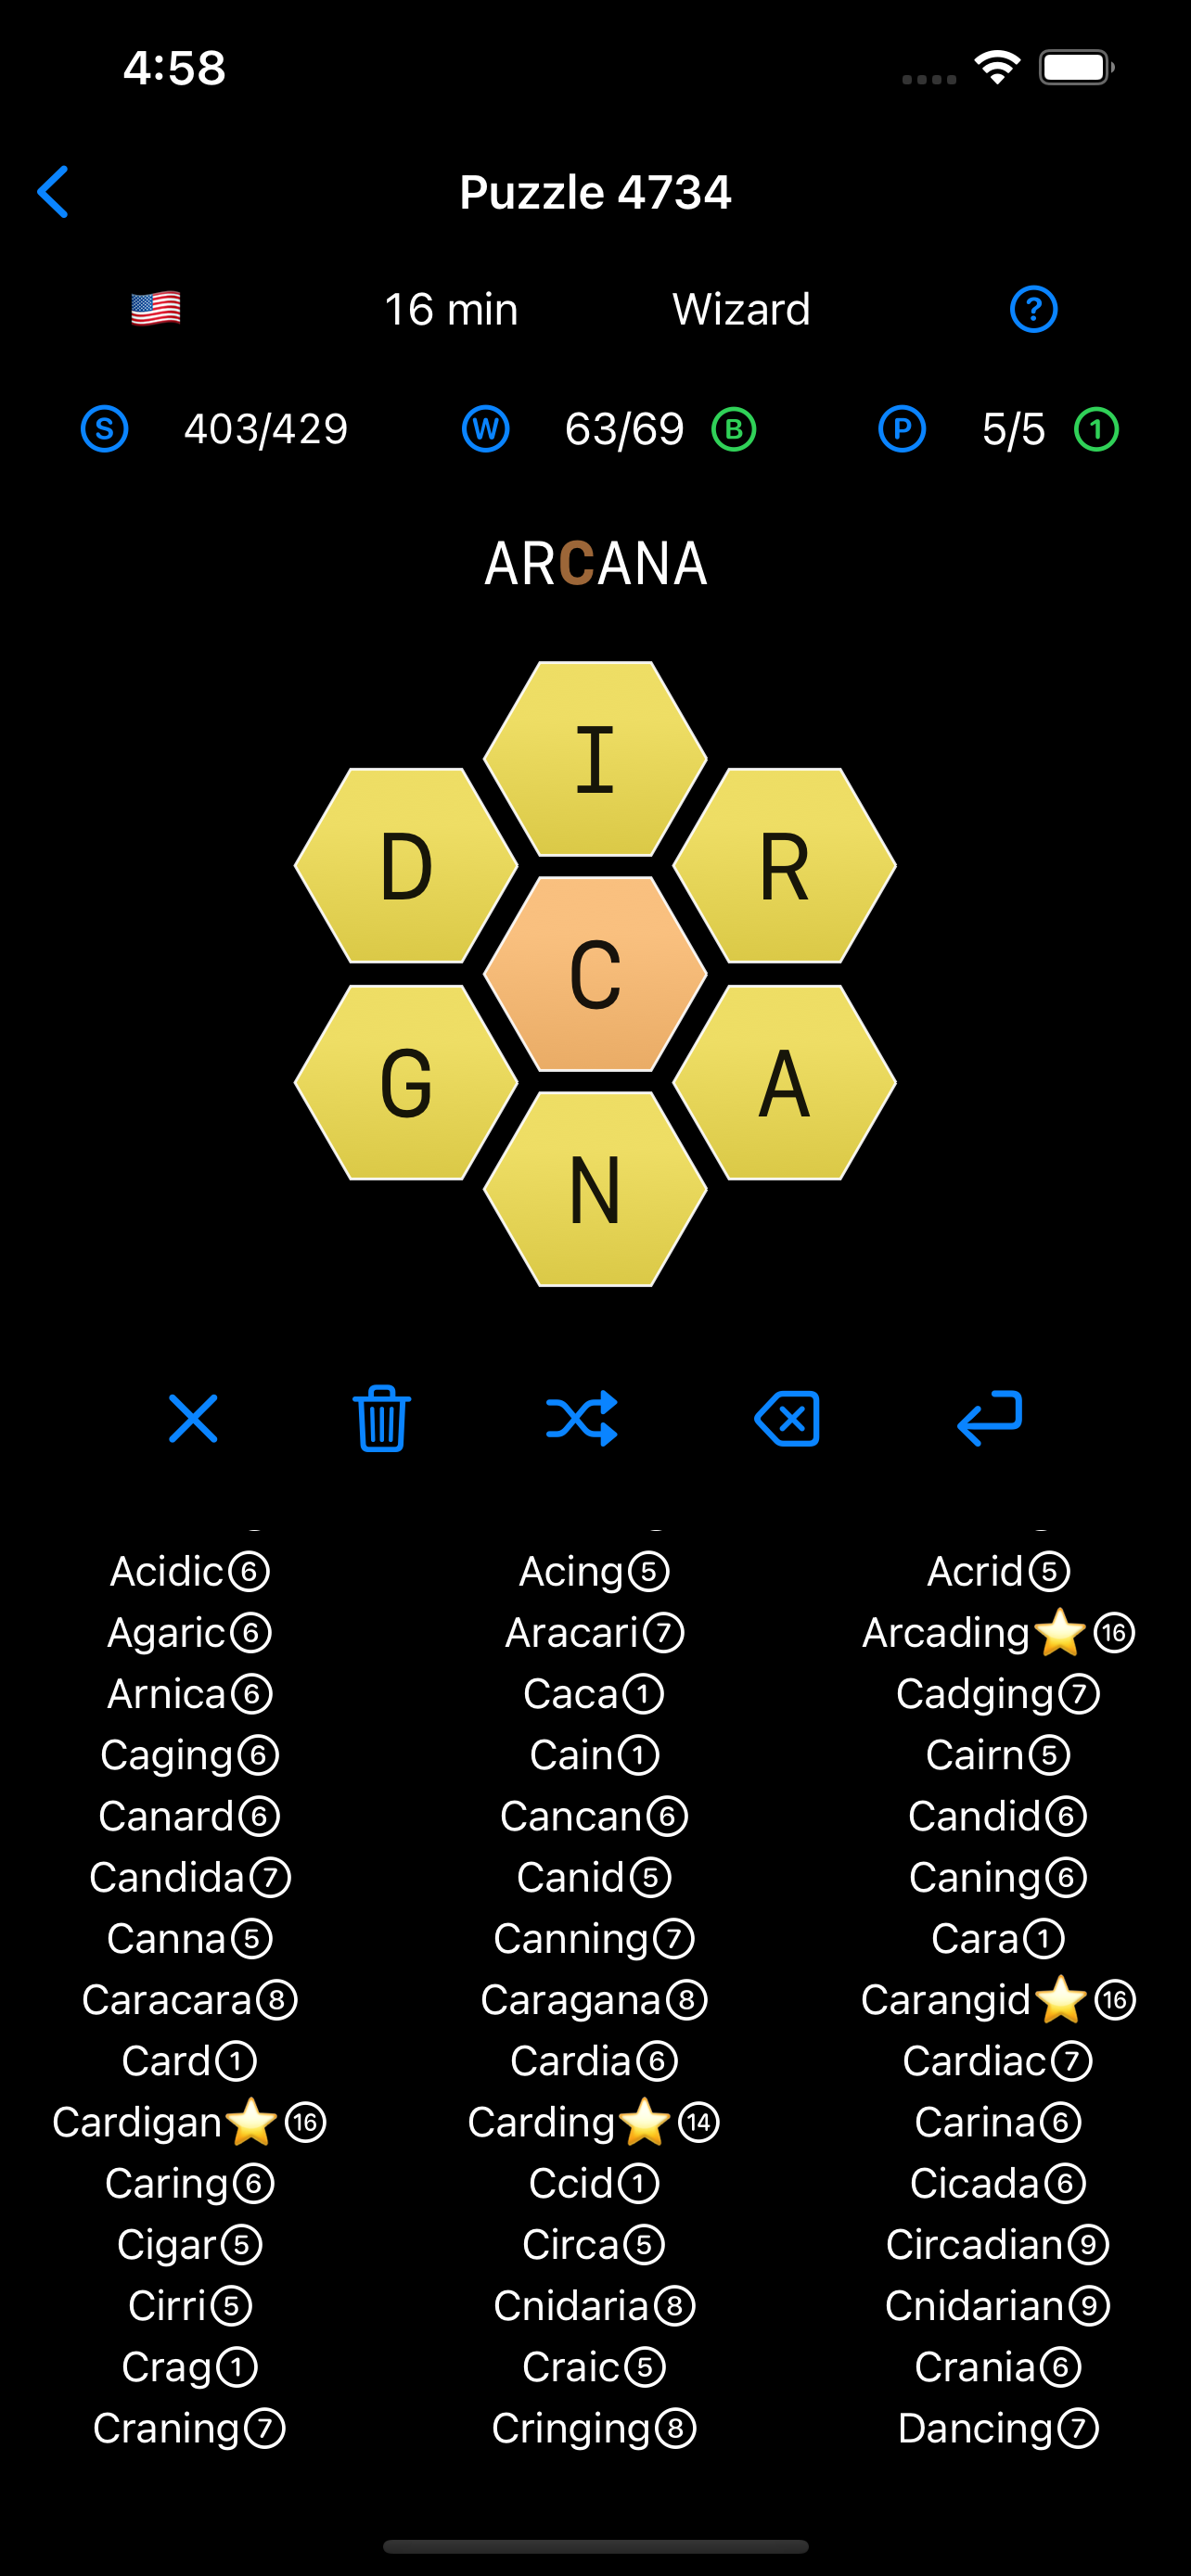 4:58
Puzzle 4734
16 min Wizard ?
S 403/429 W 63/69 B P 5/5 1
ARCANA
I
D R
C
G A
N
Acidic 6 Acing 5 Acrid 5
Agaric 6 Aracari 7 Arcading 16
Arnica 6 Caca 1 Cadging 7
Caging 6 Cain 1 Cairn 5
Canard 6 Cancan 6 Candid 6
Candida 7 Canid 5 Caning 6
Canna 5 Canning 7 Cara 1
Caracara 8 Caragana 8 Carangid 16
Card 1 Cardia 6 Cardiac 7
Cardigan 16 Carding 14 Carina 6
Caring 6 Ccid 1 Cicada 6
Cigar 5 Circa 5 Circadian 9
Cirri 5 Cnidaria 8 Cnidarian 9
Crag 1 Craic 5 Crania 6
Craning 7 Cringing 8 Dancing 7